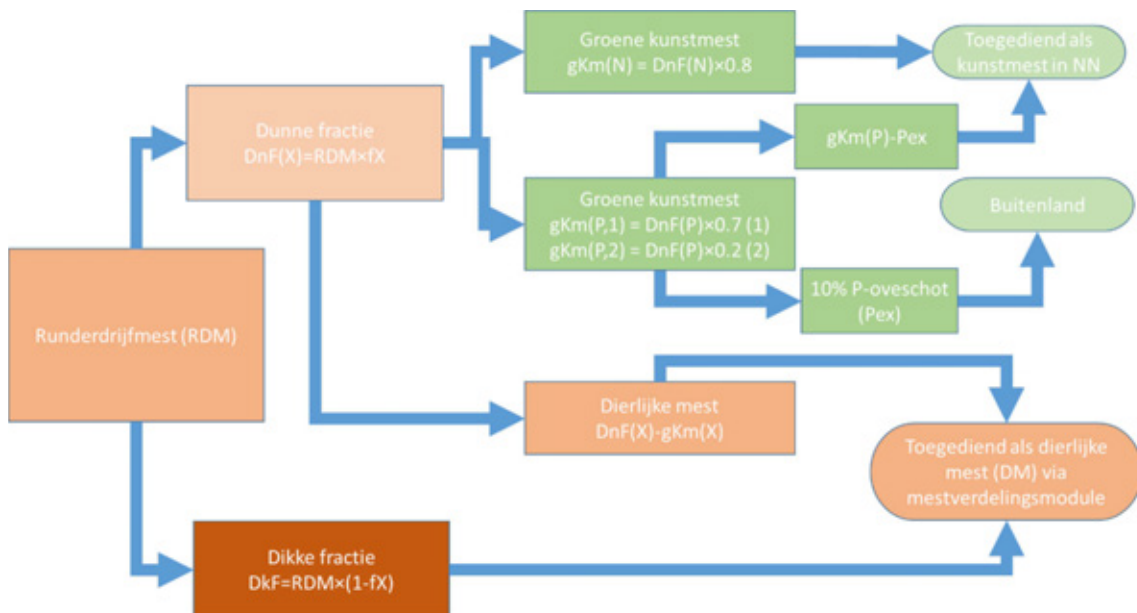 Groene kunstmest
gKm(N) = DnF(N)×0.8
Toegediend als
kunstmest in NN
Dunne fractie
DnF(X)=RDM×fX
gKm(P)-Pex
Groene kunstmest
gKm(P,1) = DnF(P)×0.7 (1)
gKm(P,2) = DnF(P)×0.2 (2)
Buitenland
10% P-oveschot
(Pex)
Runderdrijfmest (RDM)
Dierlijke mest
DnF(X)-gKm(X)
Toegediend als dierlijke
mest (DM) via
mestverdelingsmodule
Dikke fractie
DkF=RDM×(1-fX)